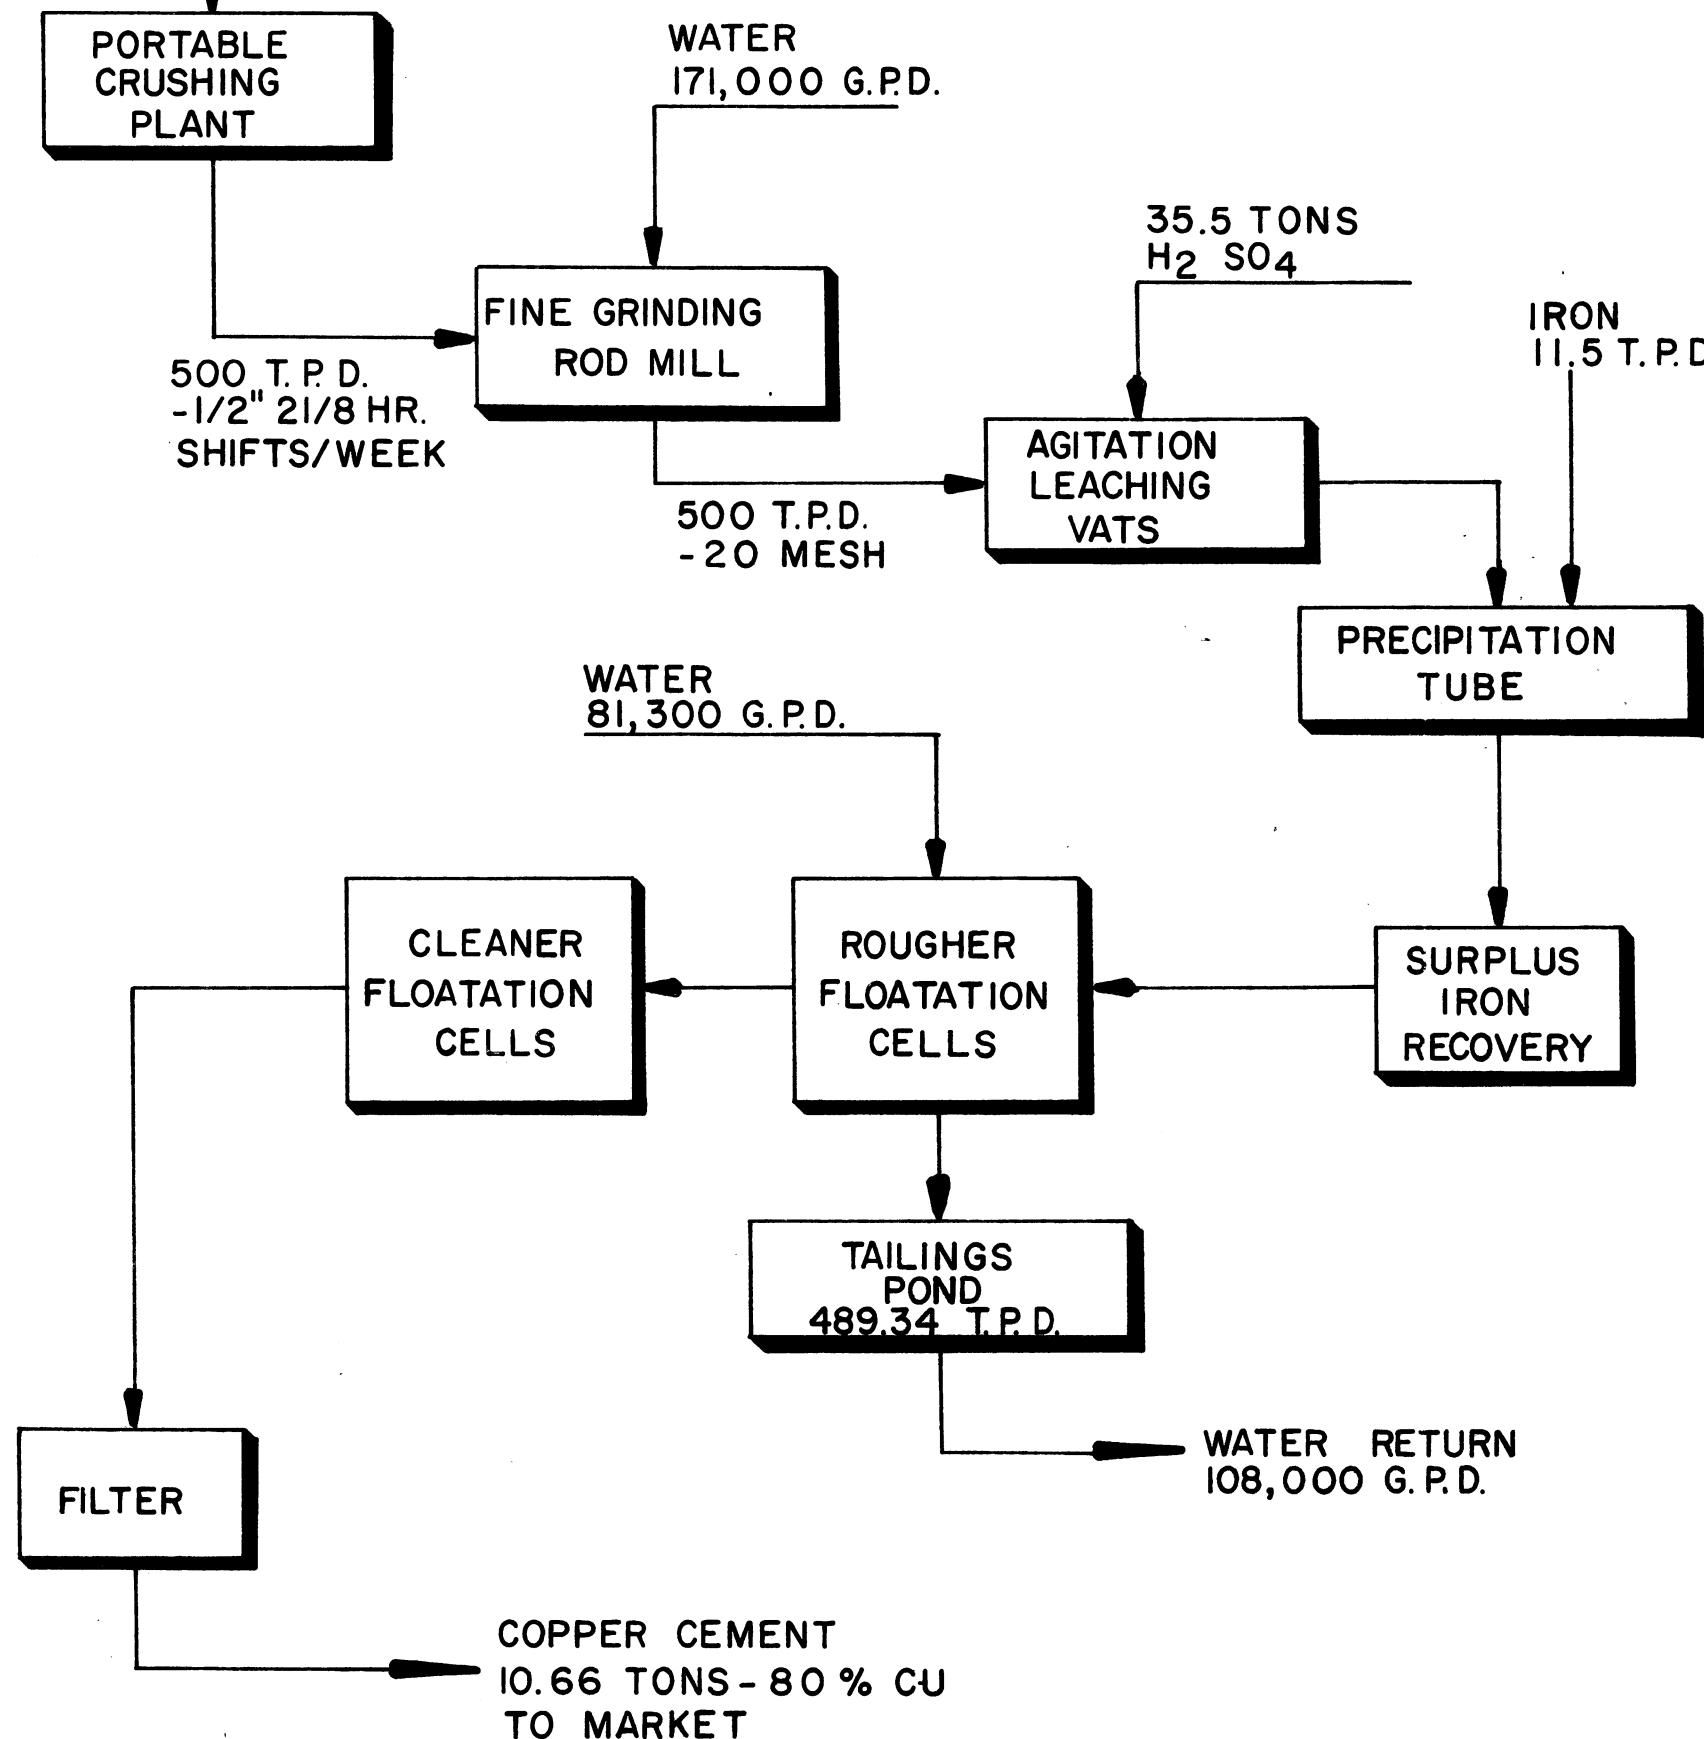 PORTABLE
CRUSHING
PLANT
WATER
171,000 G.P.D.
35.5 TONS
H2 SO4
IRON
11.5 T.P.D
FINE GRINDING
ROD MILL
500 T.P.D.
-1/2" 21/8 HR.
SHIFTS/WEEK
AGITATION
LEACHING
VATS
500 T.P.D.
-20 MESH
PRECIPITATION
TUBE
WATER
81,300 G.P.D.
CLEANER
FLOATATION
CELLS
ROUGHER
FLOATATION
CELLS
SURPLUS
IRON
RECOVERY
TAILINGS
POND
489.34 T.P.D.
WATER RETURN
108,000 G.P.D.
FILTER
COPPER CEMENT
10.66 TONS-80% CU
TO MARKET